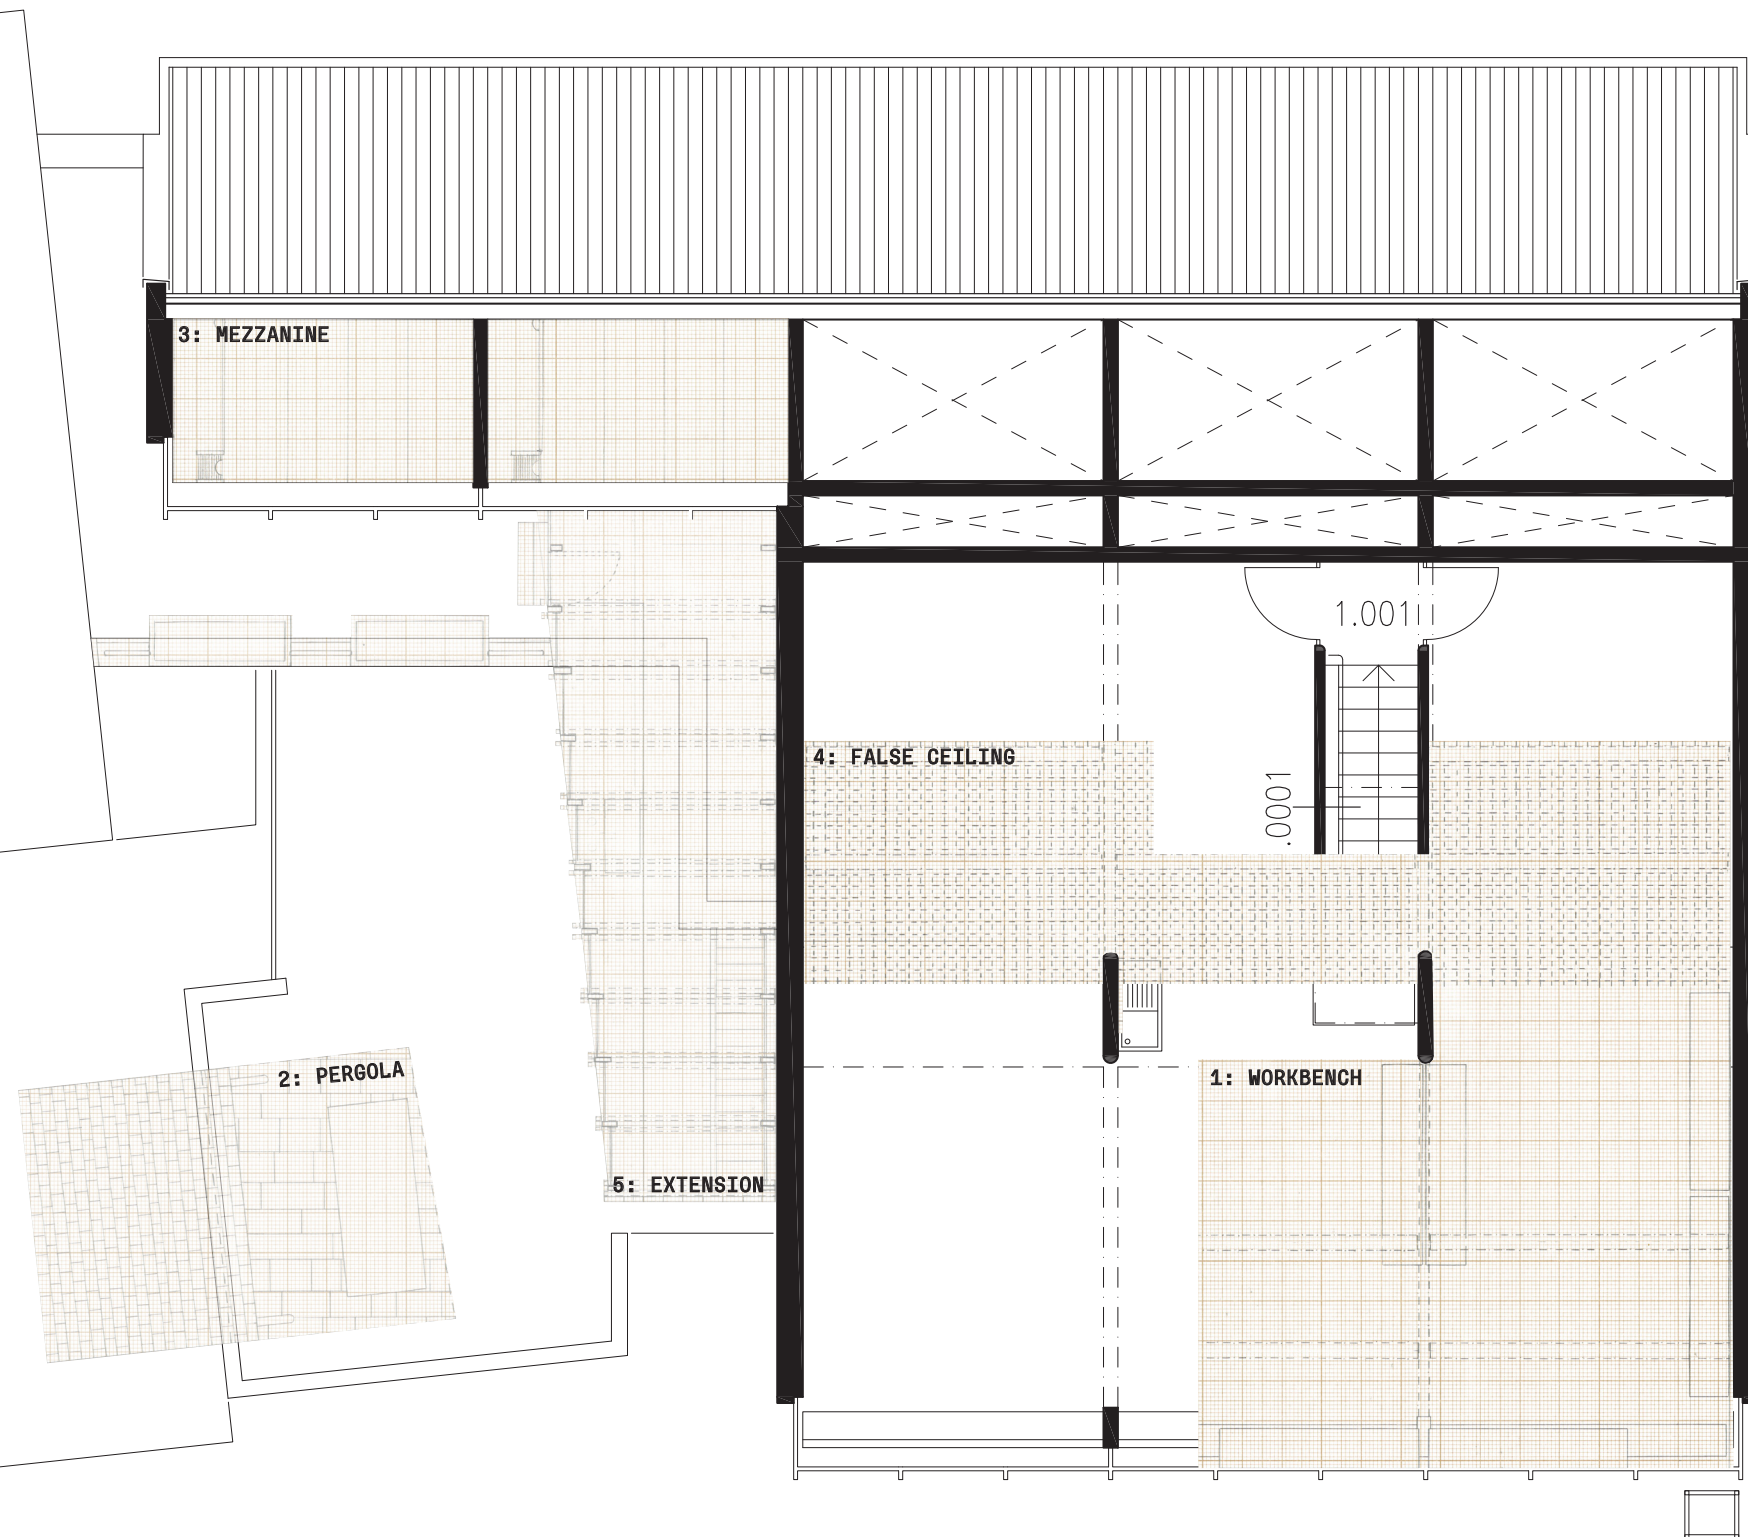 3: MEZZANINE
1.001
4: FALSE CEILING
.0001
2: PERGOLA
1: WORKBENCH
5: EXTENSION